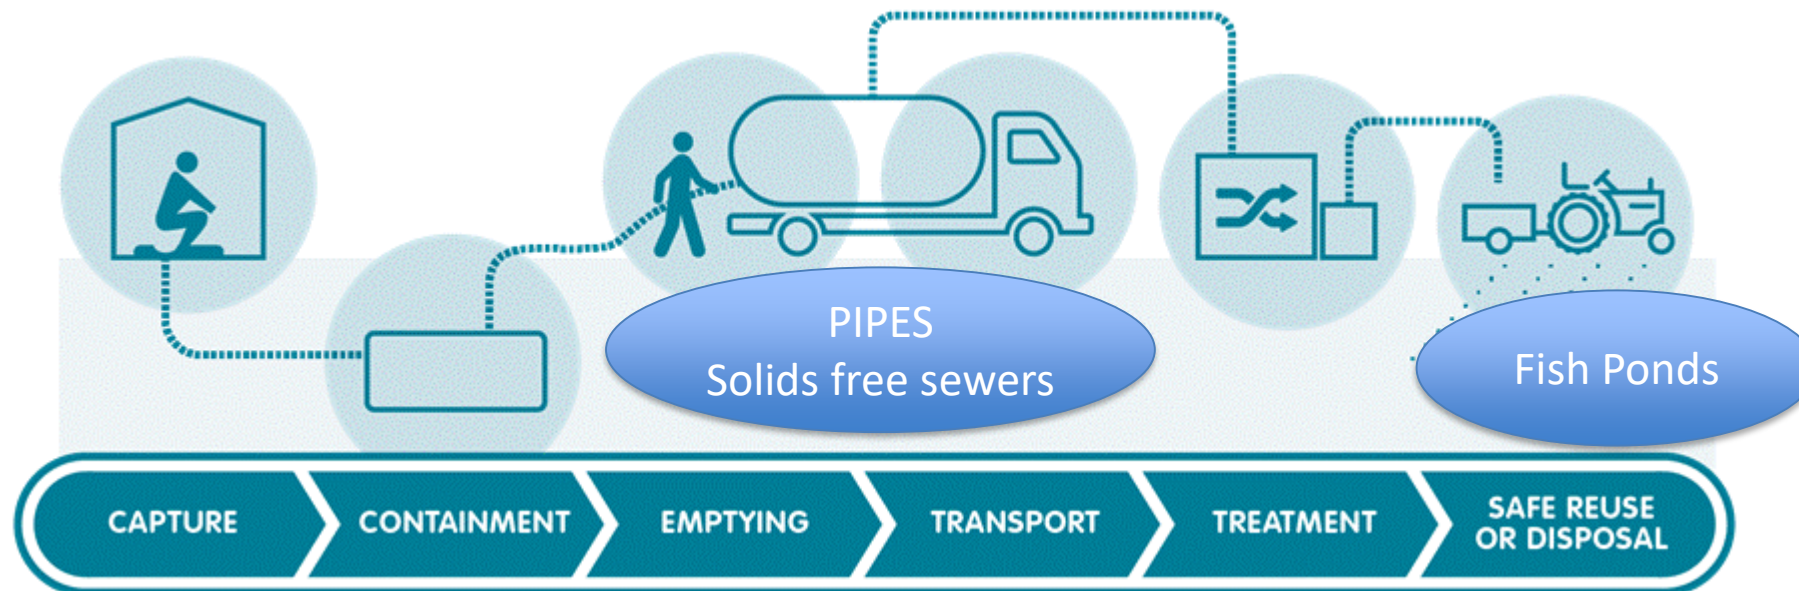 PIPES
Solids free sewers
Fish Ponds
CAPTURE
CONTAINMENT
EMPTYING
TRANSPORT
TREATMENT
SAFE REUSE
OR DISPOSAL